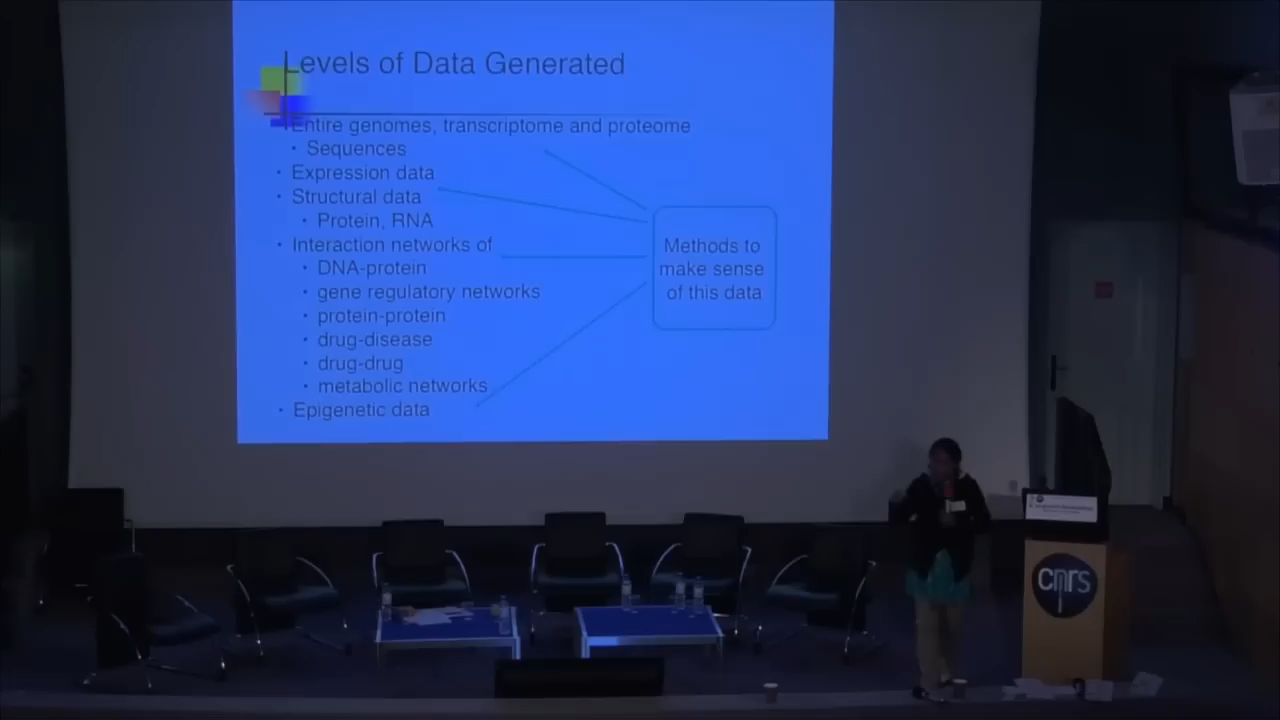 Levels of Data Generated
Entire genomes, transcriptome and proteome
• Sequences
• Expression data
• Structural data
• Protein, RNA
• Interaction networks of
• DNA-protein
• gene regulatory networks
• protein-protein
• drug-disease
• drug-drug
• metabolic networks
• Epigenetic data
Methods to
make sense
of this data
cnrs